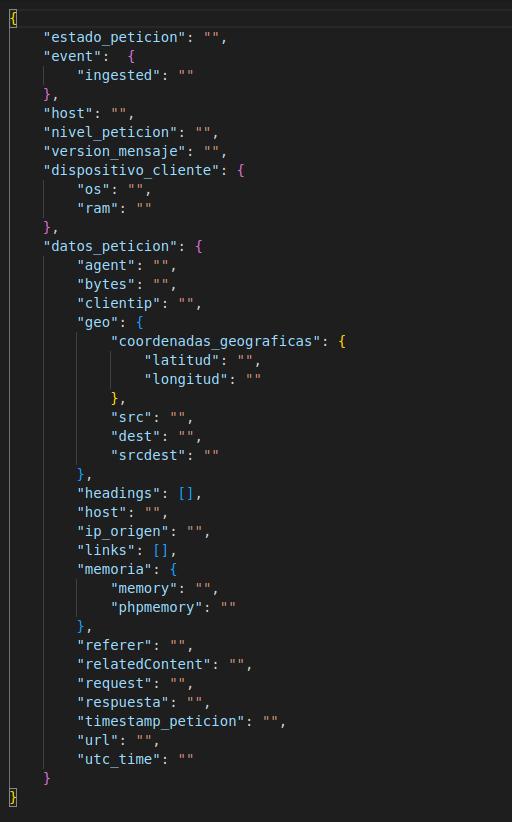 {
    "estado_peticion": "",
    "event":  {
        "ingested": ""
    },
    "host": "",
    "nivel_peticion": "",
    "version_mensaje": "",
    "dispositivo_cliente": {
        "os": "",
        "ram": ""
    },
    "datos_peticion": {
        "agent": "",
        "bytes": "",
        "clientip": "",
        "geo": {
            "coordenadas_geograficas": {
                "latitud": "",
                "longitud": ""
            },
            "src": "",
            "dest": "",
            "srcdest": ""
        },
        "headings": [],
        "host": "",
        "ip_origen": "",
        "links": [],
        "memoria": {
            "memory": "",
            "phpmemory": ""
        },
        "referer": "",
        "relatedContent": "",
        "request": "",
        "respuesta": "",
        "timestamp_peticion": "",
        "url": "",
        "utc_time": ""
    }
}